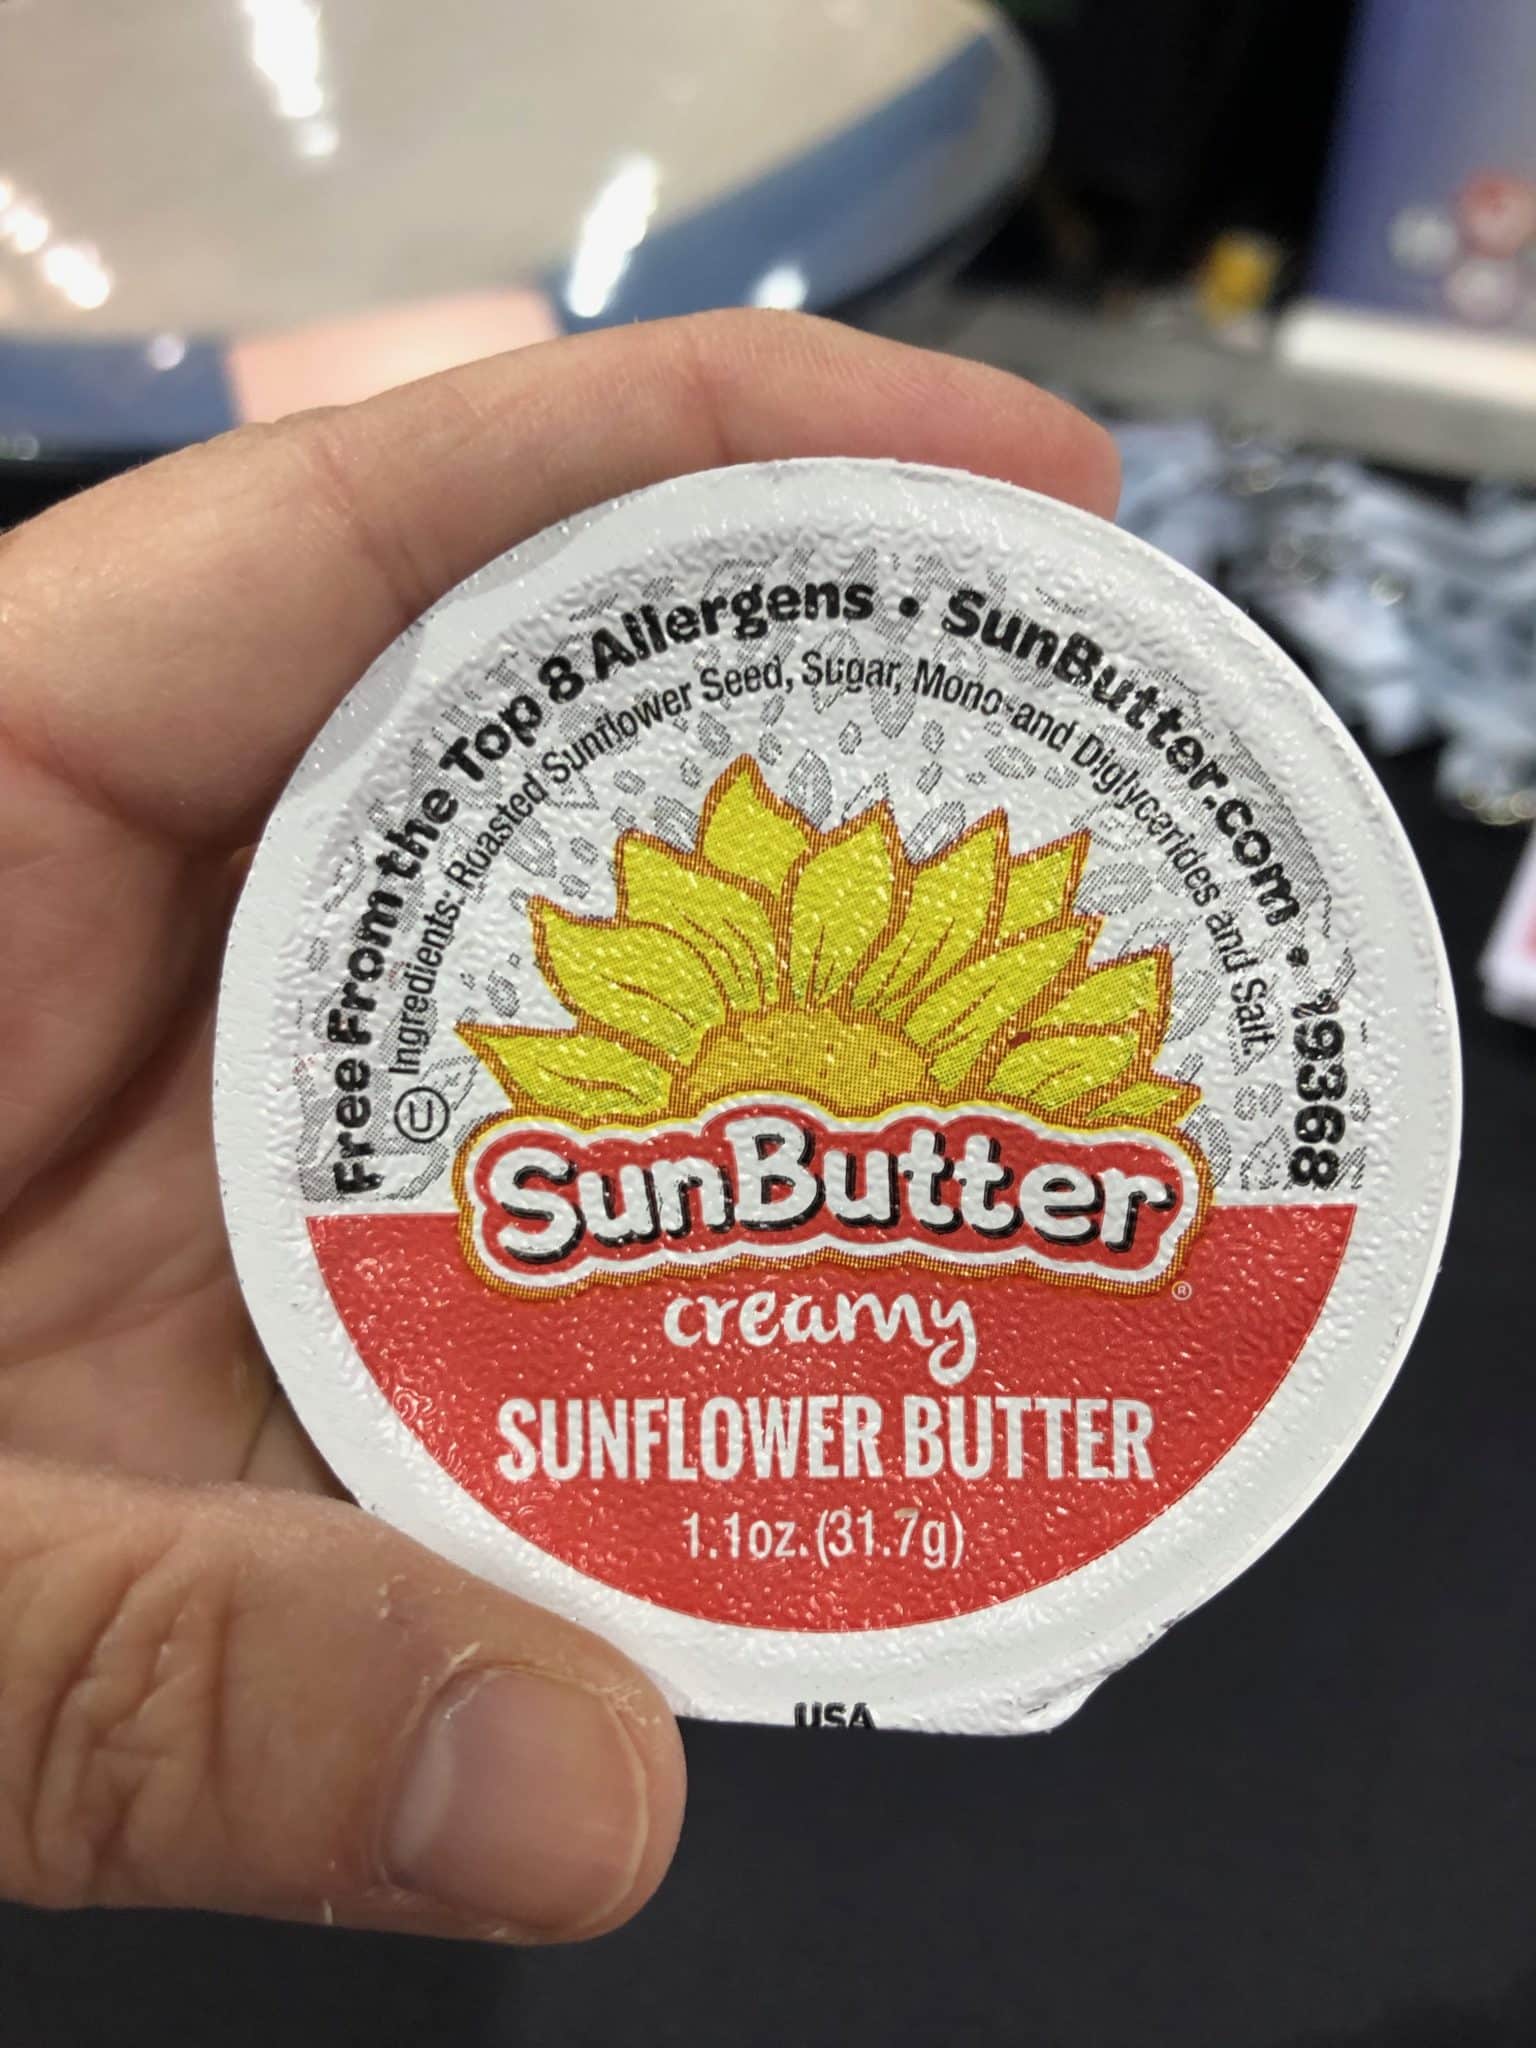 Free From the Top 8 Allergens • SunButter.com • 19368
Ⓤ Ingredients: Roasted Sunflower Seed, Sugar, Mono- and Diglycerides and Salt.
SunButter®
creamy
SUNFLOWER BUTTER
1.1oz. (31.7g)
USA